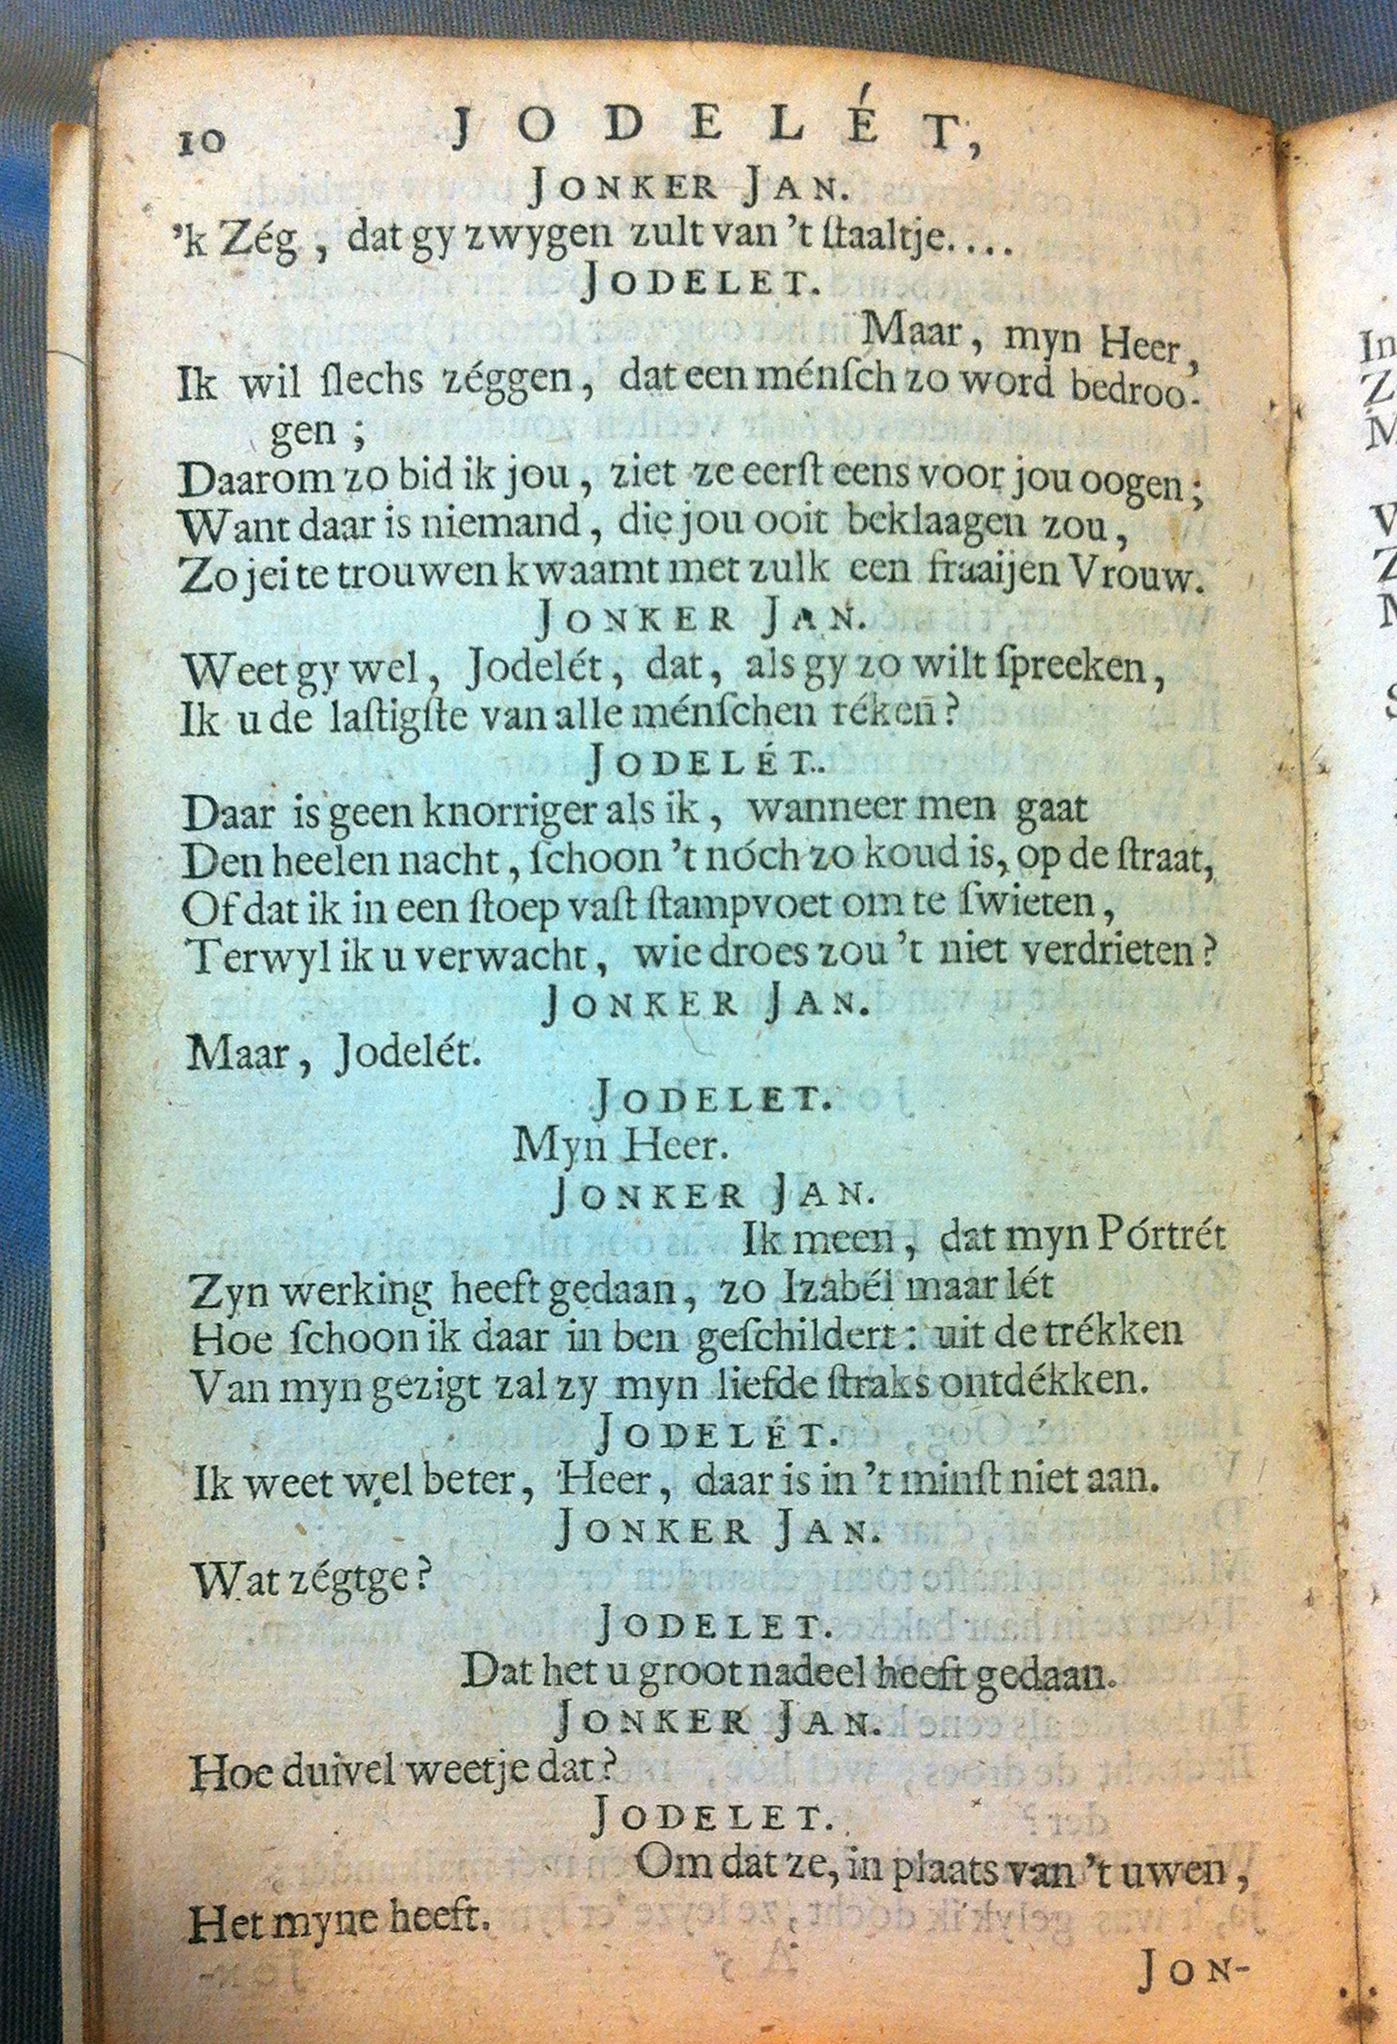 10 JODELÉT,
JONKER JAN.
'k Zég, dat gy zwygen zult van 't ſtaaltje....
JODELET.
Maar, myn Heer,
Ik wil ſlechs zéggen, dat een ménſch zo word bedroo-
gen;
Daarom zo bid ik jou, ziet ze eerſt eens voor jou oogen;
Want daar is niemand, die jou ooit beklaagen zou,
Zo jei te trouwen kwaamt met zulk een fraaijen Vrouw.
JONKER JAN.
Weet gy wel, Jodelét, dat, als gy zo wilt ſpreeken,
Ik u de laſtigſte van alle ménſchen rékeñ?
JODELÉT.
Daar is geen knorriger als ik, wanneer men gaat
Den heelen nacht, ſchoon 't nóch zo koud is, op de ſtraat,
Of dat ik in een ſtoep vaſt ſtampvoet om te ſwieten,
Terwyl ik u verwacht, wie droes zou 't niet verdrieten?
JONKER JAN.
Maar, Jodelét.
JODELET.
Myn Heer.
JONKER JAN.
Ik meen, dat myn Pórtrét
Zyn werking heeft gedaan, zo Izabél maar lét
Hoe ſchoon ik daar in ben geſchildert: uit de trékken
Van myn gezigt zal zy myn liefde ſtraks ontdékken.
JODELÉT.
Ik weet wel beter, Heer, daar is in 't minſt niet aan.
JONKER JAN.
Wat zégtge?
JODELET.
Dat het u groot nadeel heeft gedaan.
JONKER JAN.
Hoe duivel weetje dat?
JODELET.
Om dat ze, in plaats van 't uwen,
Het myne heeft.
JON-